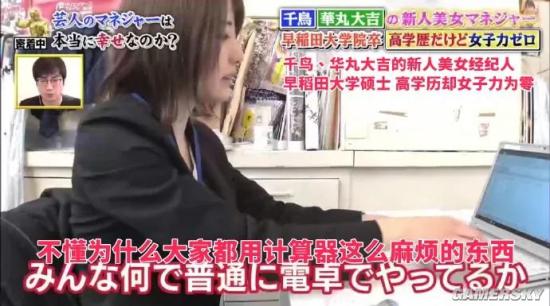 芸人のマネジャーは
本当に幸せなのか?
監視中
千鳥 華丸大吉の新人美女マネジャー
早稲田大学院卒 高学歴だけど女子力ゼロ
千鸟、华丸大吉的新人美女经纪人
早稻田大学硕士 高学历却女子力为零
不懂为什么大家都用计算器这么麻烦的东西
みんな何で普通に電卓でやってるか
GAMERSKY